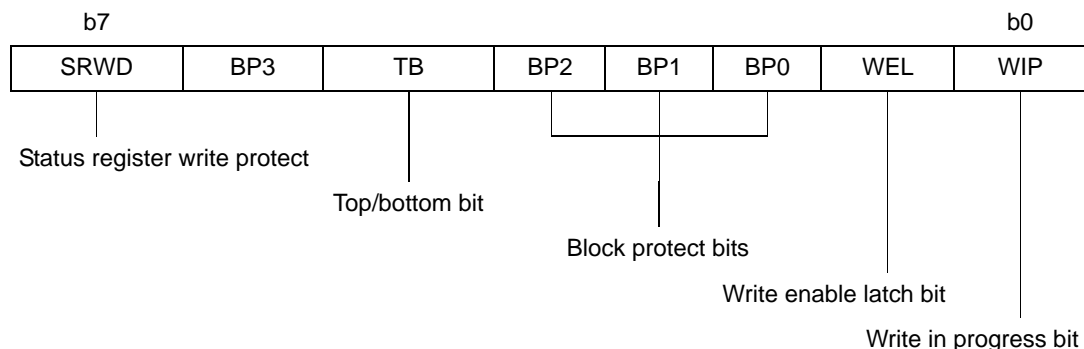 b7 b0
SRWD BP3 TB BP2 BP1 BP0 WEL WIP
Status register write protect
Top/bottom bit
Block protect bits
Write enable latch bit
Write in progress bit